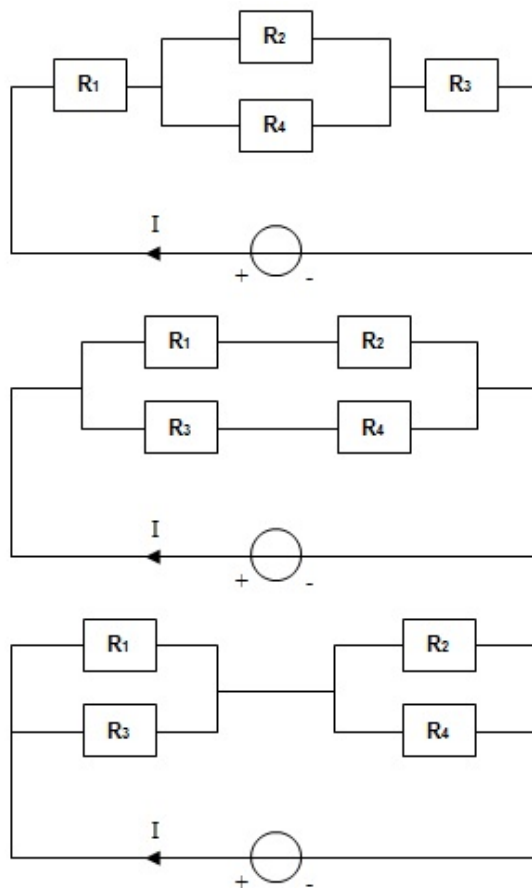 R₂
R₁ R₃
R₄
I
+ -
R₁ R₂
R₃ R₄
I
+ -
R₁ R₂
R₃ R₄
I
+ -